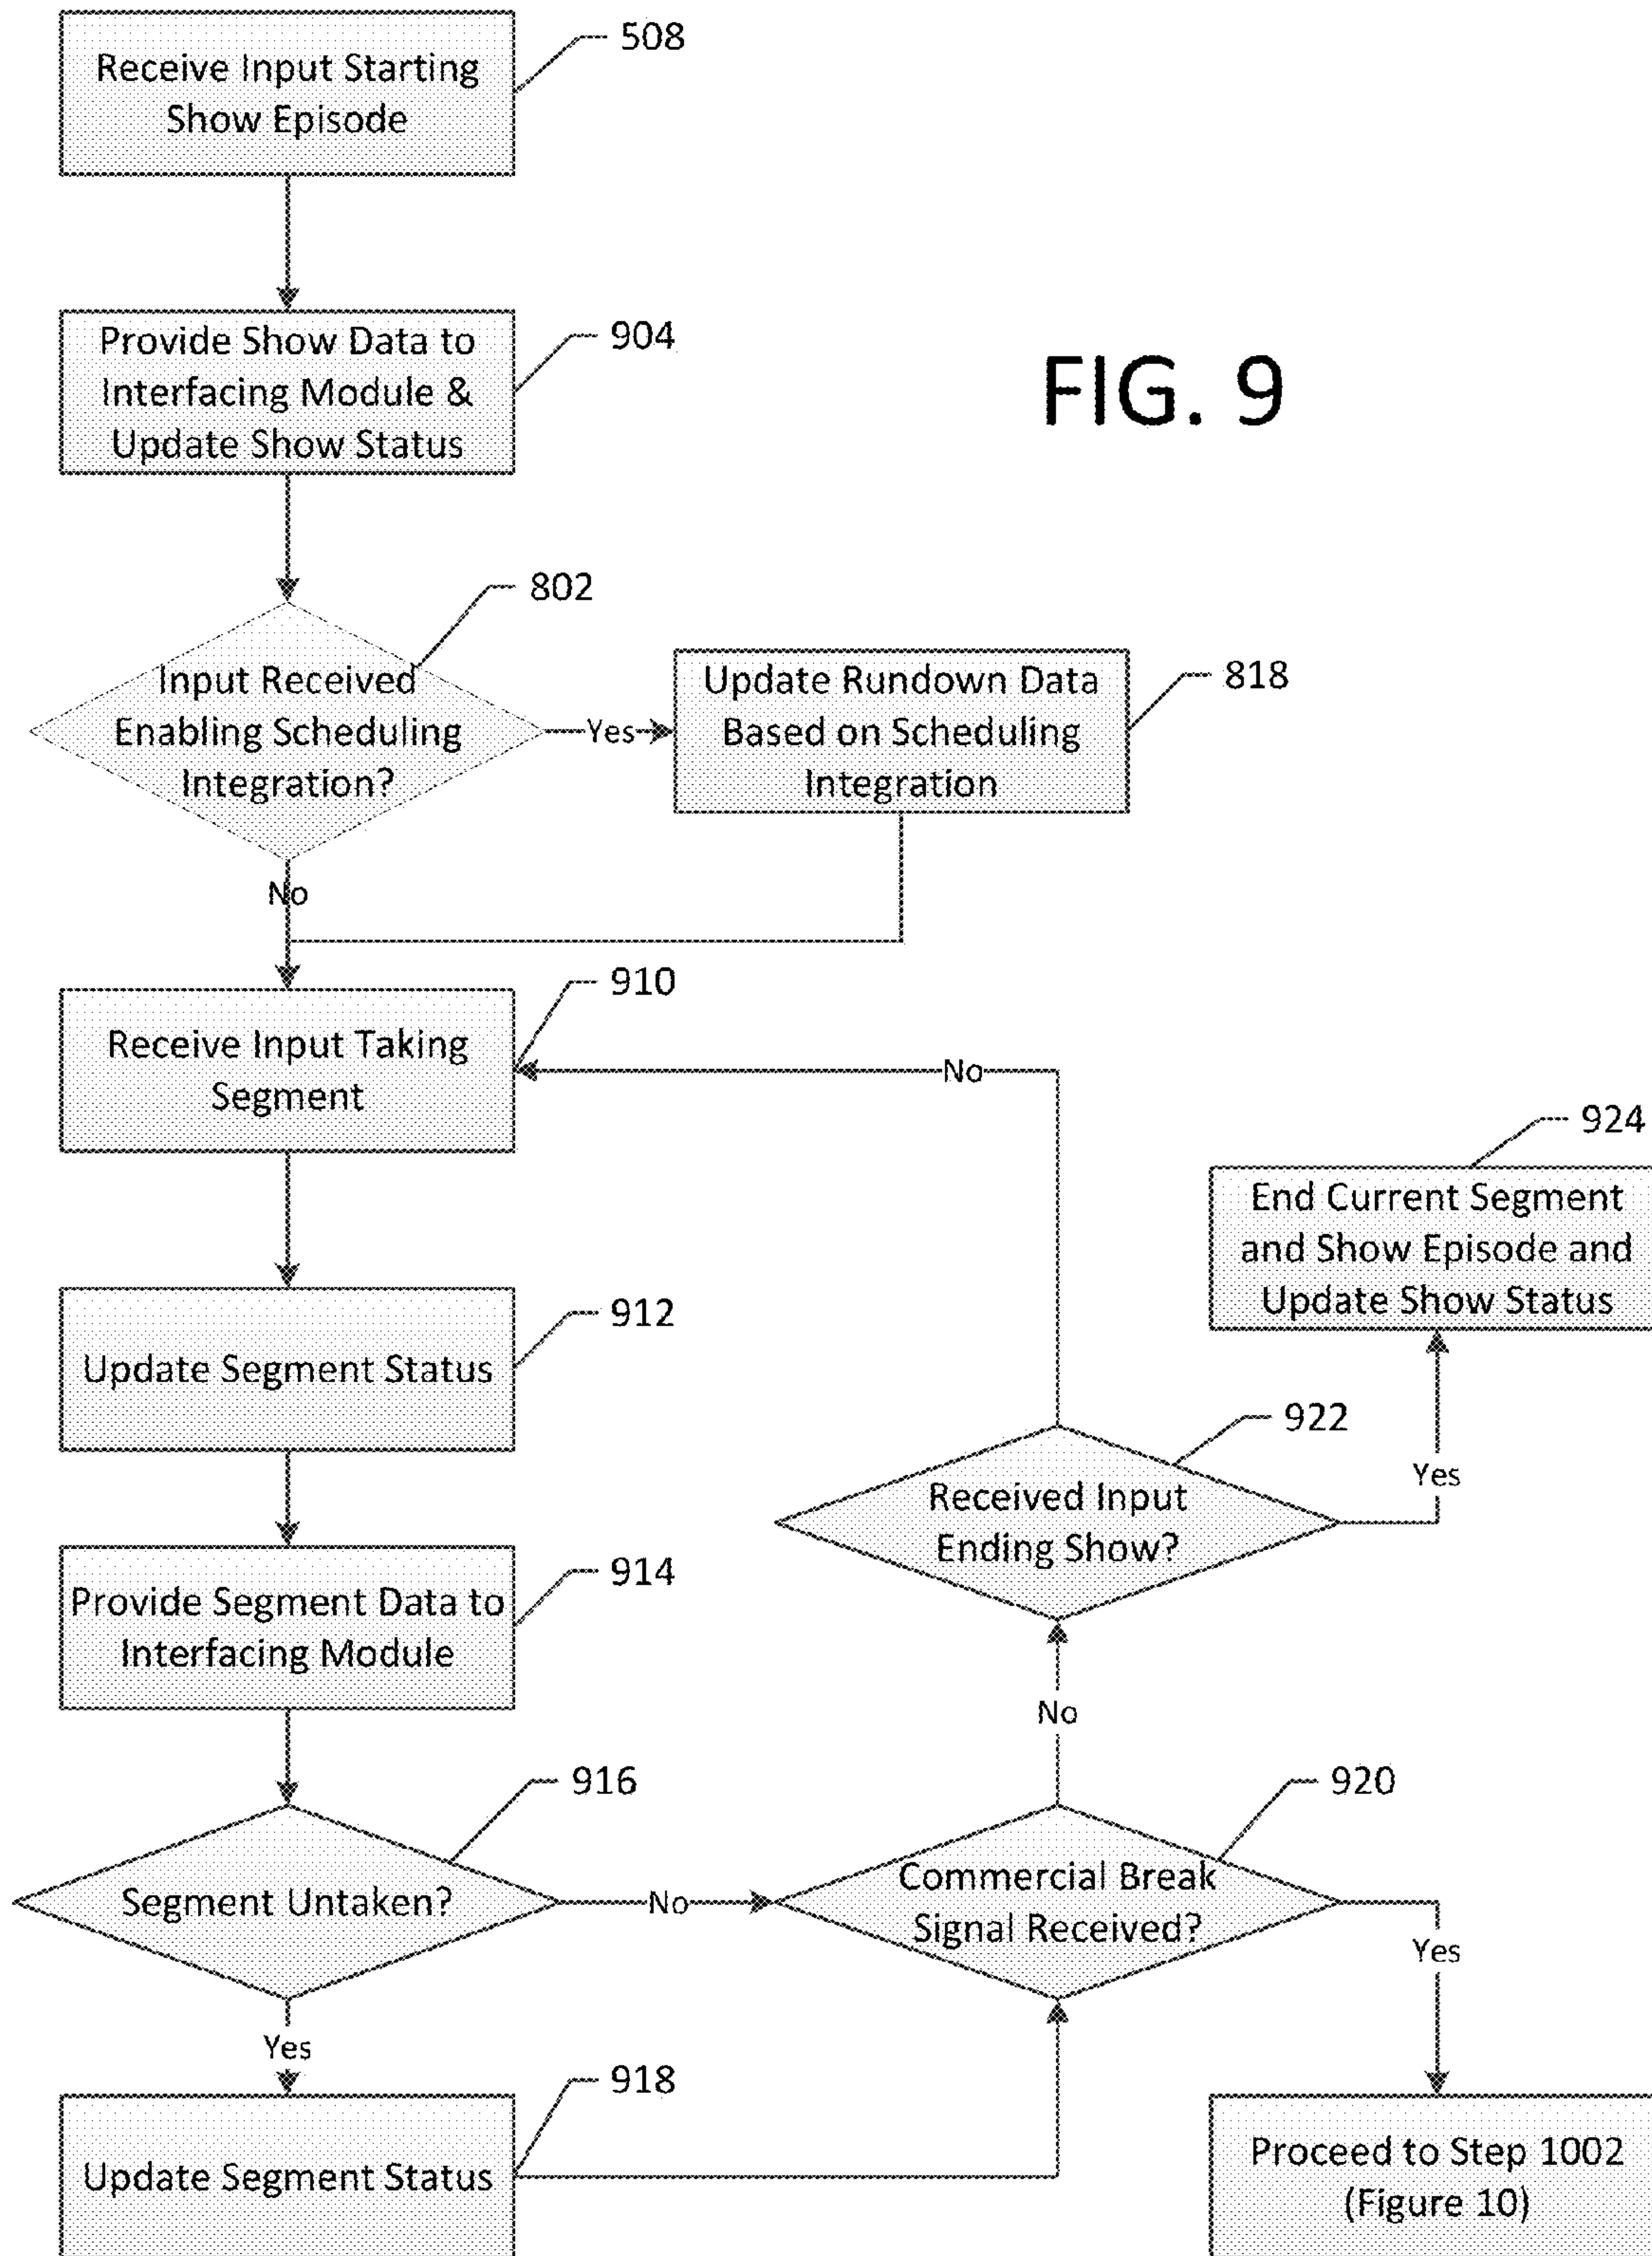 Receive Input Starting
Show Episode
508
Provide Show Data to
Interfacing Module &
Update Show Status
904
FIG. 9
Input Received
Enabling Scheduling
Integration?
802
Yes
Update Rundown Data
Based on Scheduling
Integration
818
No
Receive Input Taking
Segment
910
No
Update Segment Status
912
Provide Segment Data to
Interfacing Module
914
Segment Untaken?
916
No
Yes
Update Segment Status
918
Commercial Break
Signal Received?
920
No
Yes
Received Input
Ending Show?
922
Yes
End Current Segment
and Show Episode and
Update Show Status
924
Proceed to Step 1002
(Figure 10)